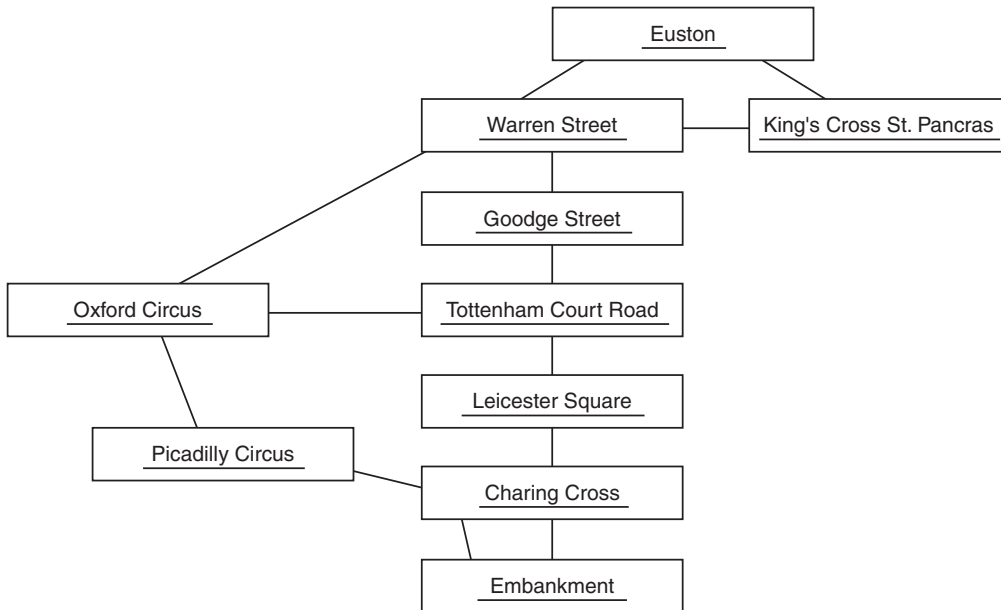 Euston
Warren Street
King's Cross St. Pancras
Goodge Street
Oxford Circus
Tottenham Court Road
Leicester Square
Picadilly Circus
Charing Cross
Embankment